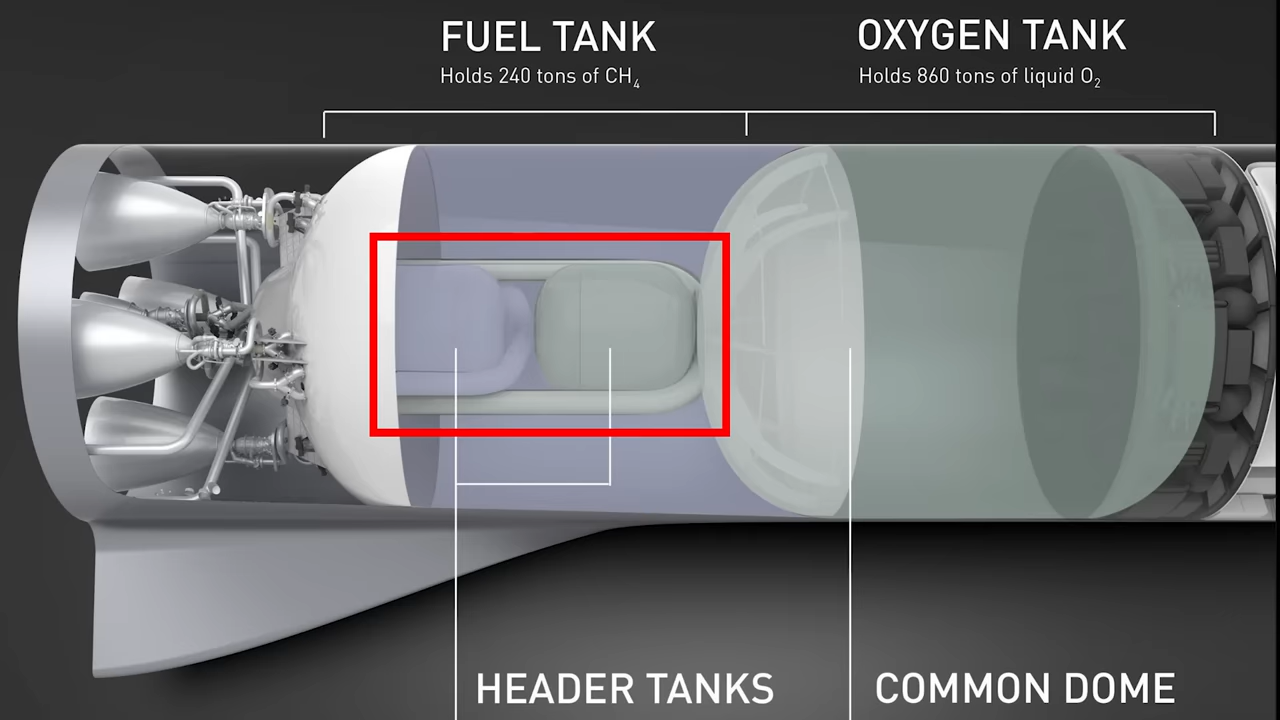 FUEL TANK
Holds 240 tons of CH₄
OXYGEN TANK
Holds 860 tons of liquid O₂
HEADER TANKS
COMMON DOME